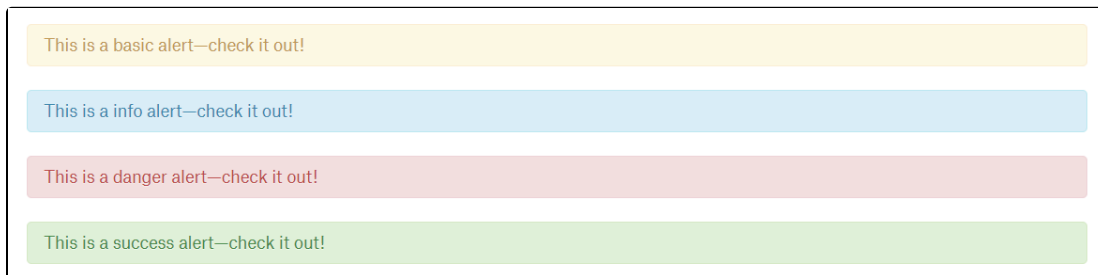 This is a basic alert—check it out!
This is a info alert—check it out!
This is a danger alert—check it out!
This is a success alert—check it out!